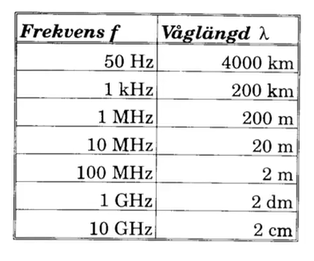 Frekvens f Våglängd λ
50 Hz 4000 km
1 kHz 200 km
1 MHz 200 m
10 MHz 20 m
100 MHz 2 m
1 GHz 2 dm
10 GHz 2 cm